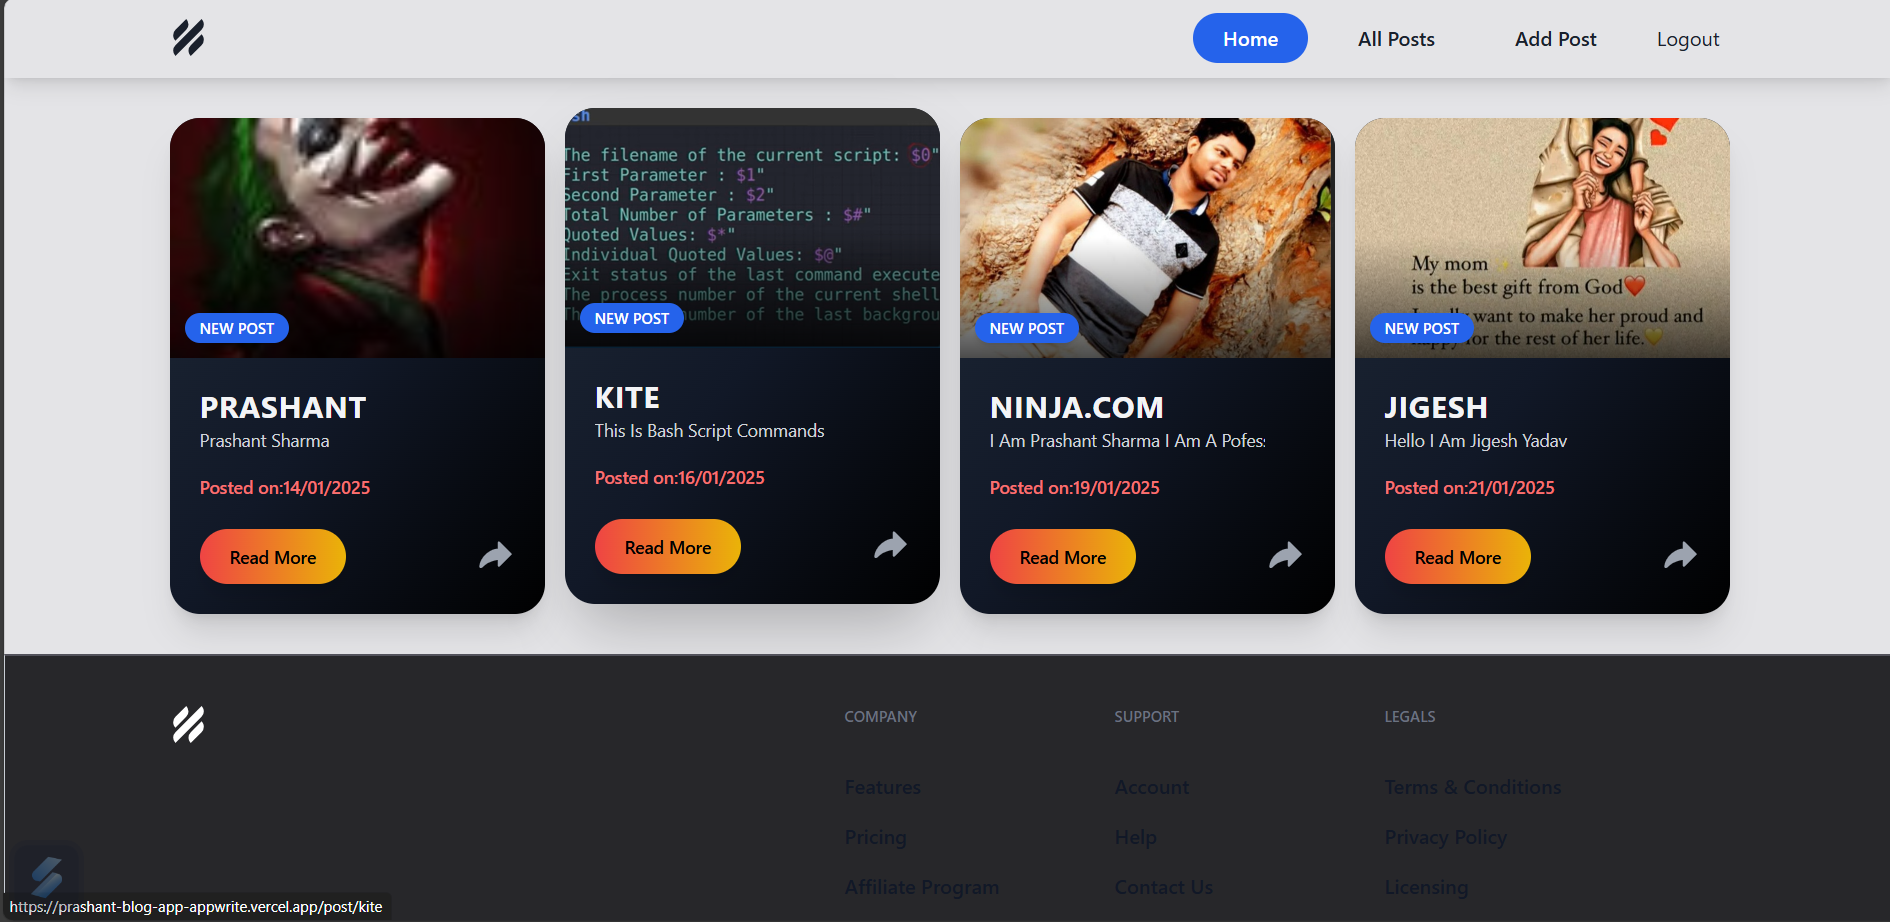 Home
All Posts
Add Post
Logout
NEW POST
PRASHANT
Prashant Sharma
Posted on:14/01/2025
Read More
sh
The filename of the current script: $0"
First Parameter : $1"
Second Parameter : $2"
Total Number of Parameters : $#"
Quoted Values: $*"
Individual Quoted Values: $@"
Exit status of the last command execute
The process number of the current shell
number of the last backgrou
NEW POST
KITE
This Is Bash Script Commands
Posted on:16/01/2025
Read More
NEW POST
NINJA.COM
I Am Prashant Sharma I Am A Pofes
Posted on:19/01/2025
Read More
My mom
is the best gift from God❤️
want to make her proud and
happy for the rest of her life.💛
NEW POST
JIGESH
Hello I Am Jigesh Yadav
Posted on:21/01/2025
Read More
COMPANY
Features
Pricing
Affiliate Program
SUPPORT
Account
Help
Contact Us
LEGALS
Terms & Conditions
Privacy Policy
Licensing
https://prashant-blog-app-appwrite.vercel.app/post/kite